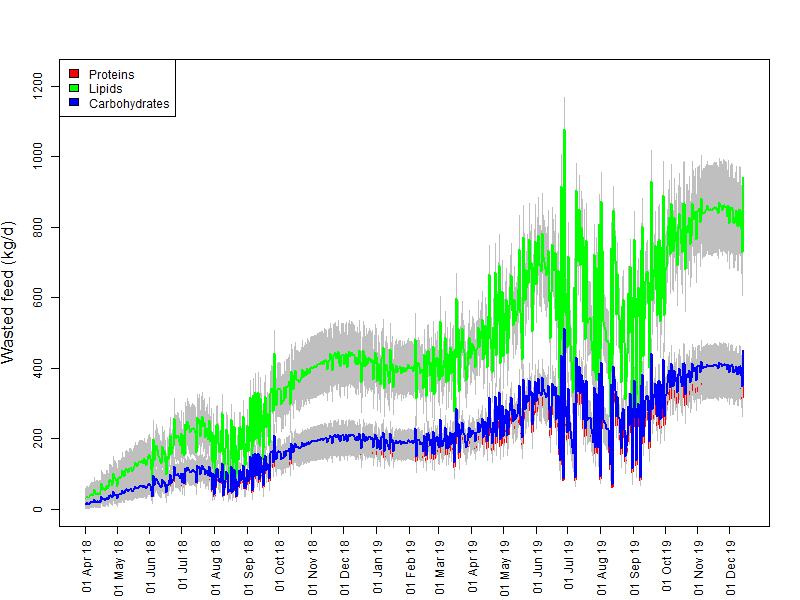 Proteins
Lipids
Carbohydrates
Wasted feed (kg/d)
1200
1000
800
600
400
200
0
01 Apr 18
01 May 18
01 Jun 18
01 Jul 18
01 Aug 18
01 Sep 18
01 Oct 18
01 Nov 18
01 Dec 18
01 Jan 19
01 Feb 19
01 Mar 19
01 Apr 19
01 May 19
01 Jun 19
01 Jul 19
01 Aug 19
01 Sep 19
01 Oct 19
01 Nov 19
01 Dec 19